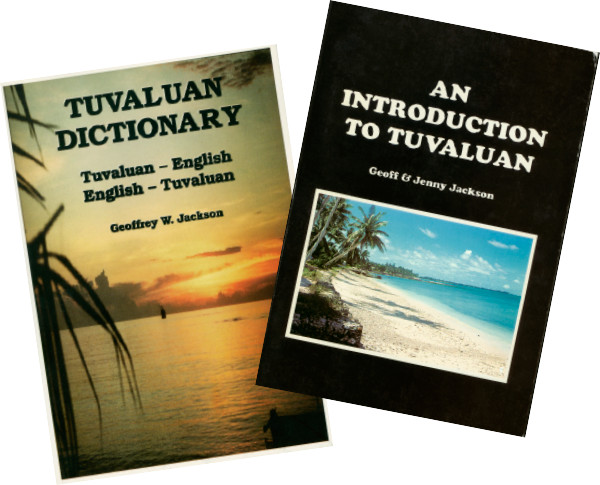 TUVALUAN
DICTIONARY
Tuvaluan – English
English – Tuvaluan
Geoffrey W. Jackson
AN
INTRODUCTION
TO TUVALUAN
Geoff & Jenny Jackson